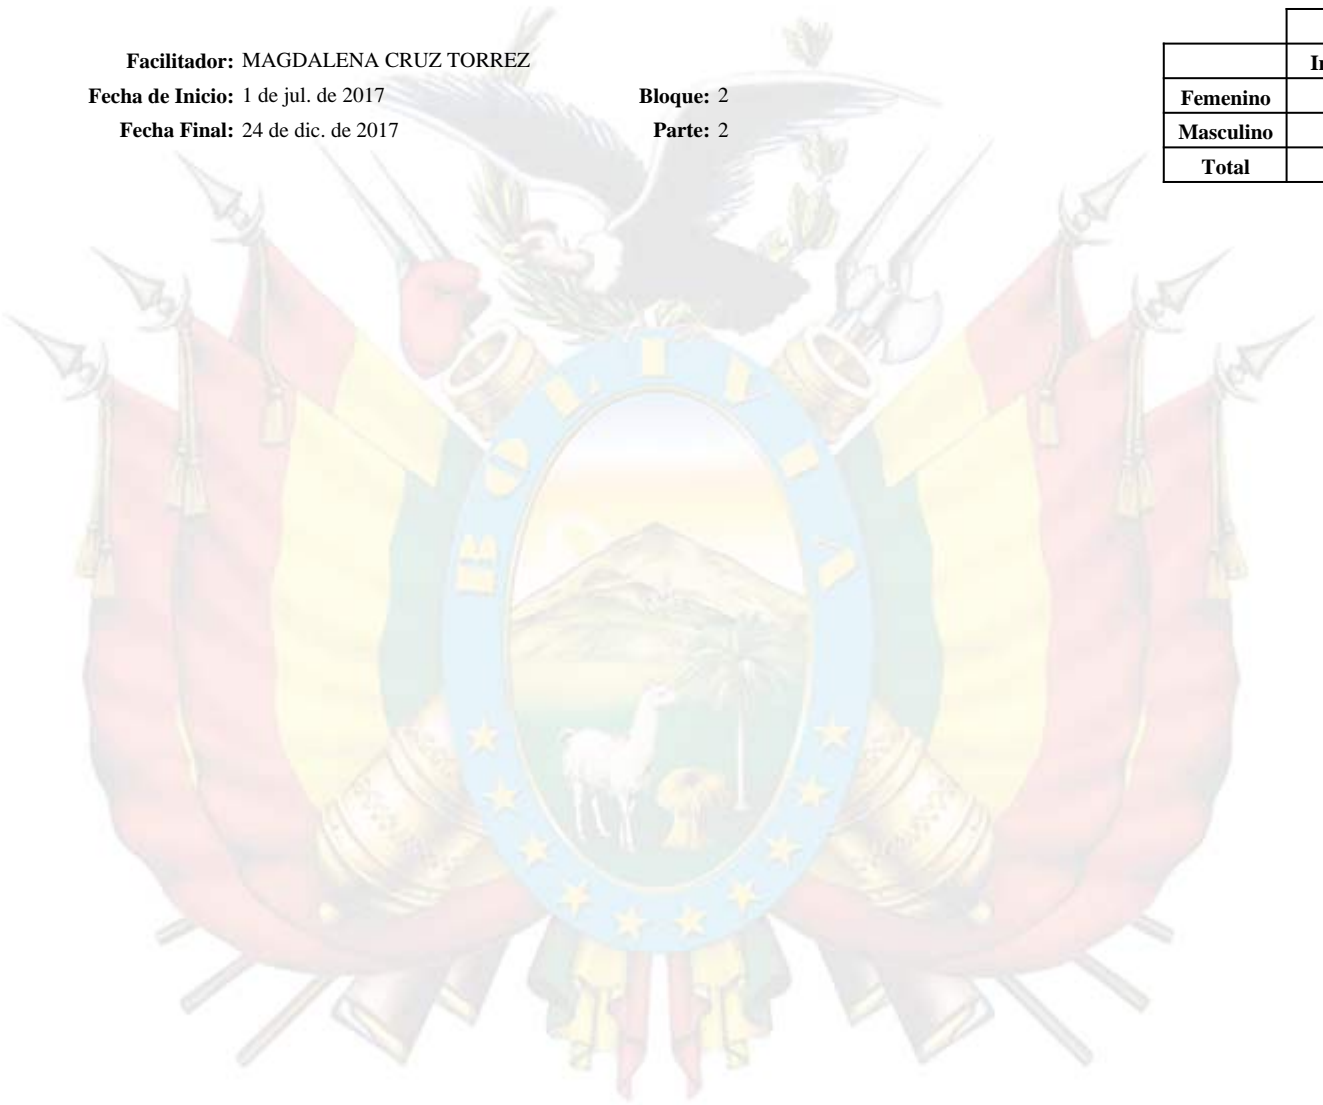 Facilitador: MAGDALENA CRUZ TORREZ
Fecha de Inicio: 1 de jul. de 2017 Bloque: 2
Fecha Final: 24 de dic. de 2017 Parte: 2
Femenino
Masculino
Total
BOLIVIA